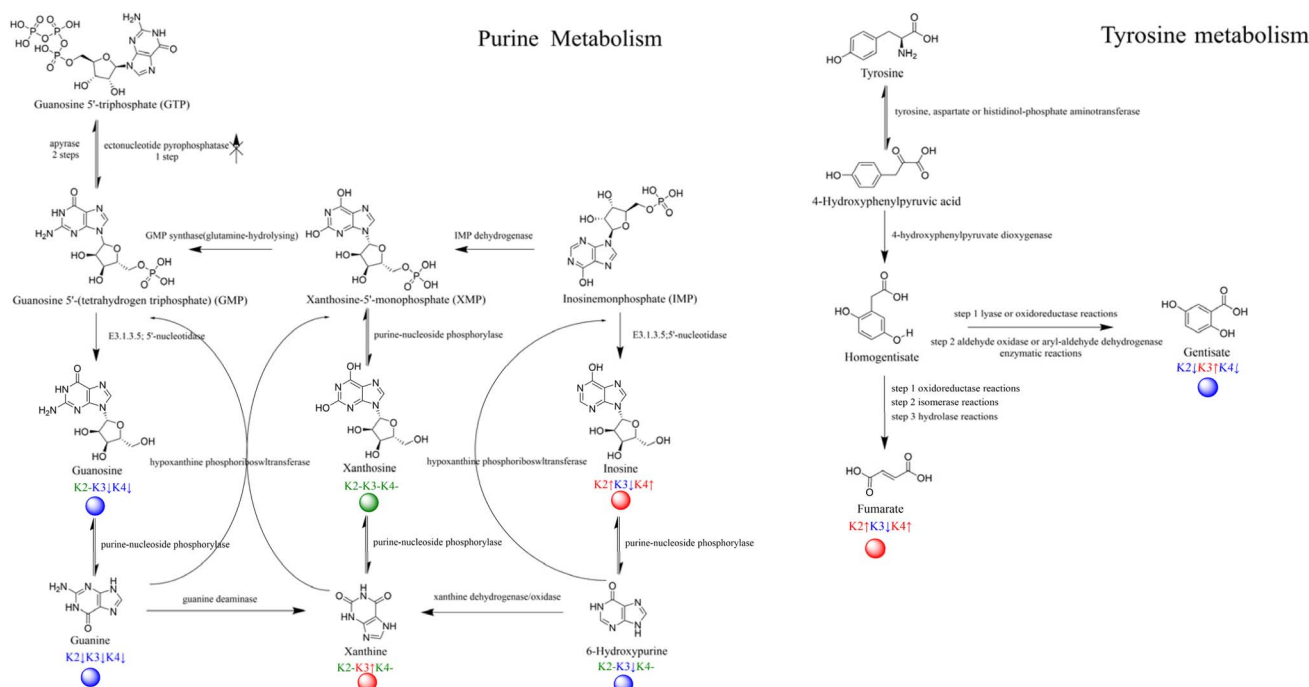 Purine Metabolism
Tyrosine metabolism
Guanosine 5'-triphosphate (GTP)
apyrase
2 steps
ectonucleotide pyrophosphatase
1 step
Guanosine 5'-(tetrahydrogen triphosphate) (GMP)
GMP synthase(glutamine-hydrolysing)
Xanthosine-5'-monophosphate (XMP)
IMP dehydrogenase
Inosinemonphosphate (IMP)
E3.1.3.5; 5'-nucleotidase
purine-nucleoside phosphorylase
E3.1.3.5;5'-nucleotidase
Guanosine
K2-K3↓K4↓
hypoxanthine phosphoriboswltransferase
Xanthosine
K2-K3-K4-
hypoxanthine phosphoriboswltransferase
Inosine
K2↑K3↓K4↑
purine-nucleoside phosphorylase
purine-nucleoside phosphorylase
purine-nucleoside phosphorylase
Guanine
K2↓K3↓K4↓
guanine deaminase
Xanthine
K2-K3↑K4-
xanthine dehydrogenase/oxidase
6-Hydroxypurine
K2-K3↓K4-
Tyrosine
tyrosine, aspartate or histidinol-phosphate aminotransferase
4-Hydroxyphenylpyruvic acid
4-hydroxyphenylpyruvate dioxygenase
Homogentisate
step 1 lyase or oxidoreductase reactions
step 2 aldehyde oxidase or aryl-aldehyde dehydrogenase
enzymatic reactions
Gentisate
K2↓K3↑K4↓
step 1 oxidoreductase reactions
step 2 isomerase reactions
step 3 hydrolase reactions
Fumarate
K2↑K3↓K4↑